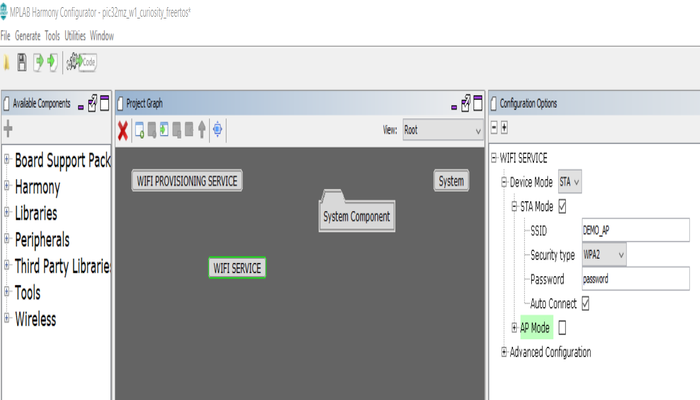 MPLAB Harmony Configurator - pic32mz_w1_curiosity_freertos*
File Generate Tools Utilities Window
Code
Available Components
Project Graph
Configuration Options
View: Root
Board Support Pack
Harmony
Libraries
Peripherals
Third Party Librarie
Tools
Wireless
WIFI PROVISIONING SERVICE
System
System Component
WIFI SERVICE
WIFI SERVICE
Device Mode STA
STA Mode
SSID DEMO_AP
Security type WPA2
Password password
Auto Connect
AP Mode
Advanced Configuration